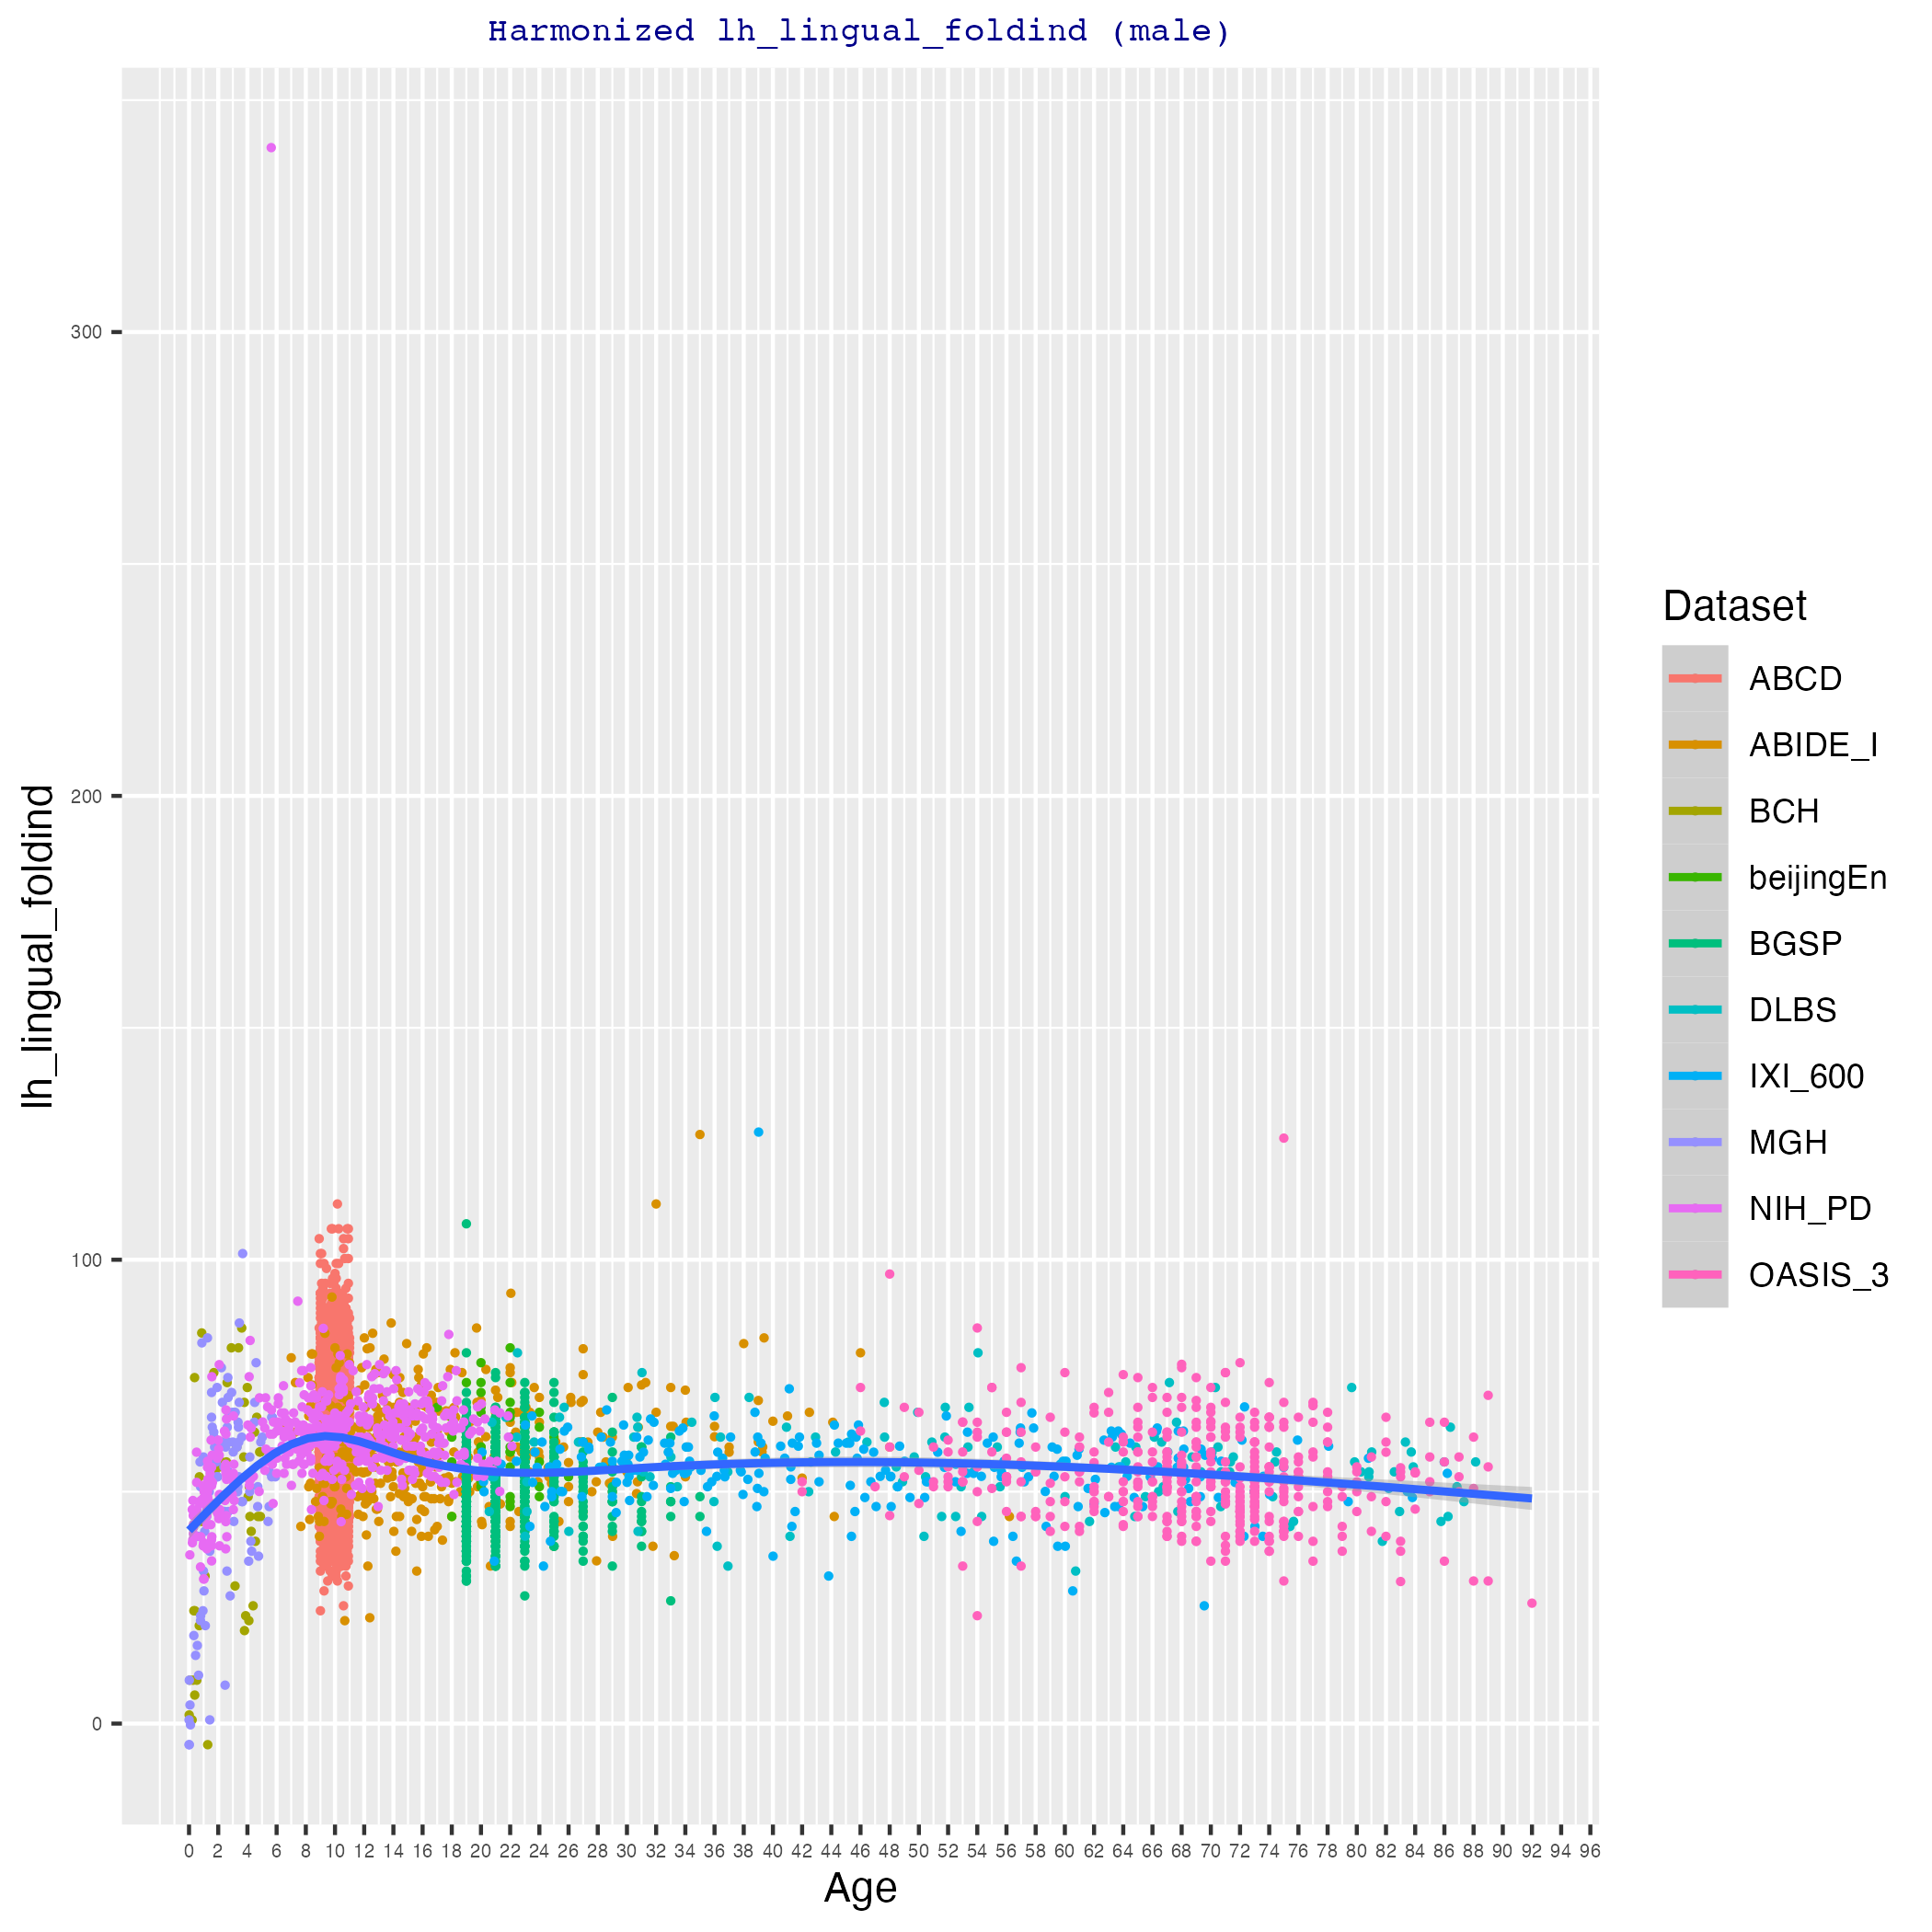 Harmonized lh_lingual_foldind (male)
lh_lingual_foldind
300
200
100
0
0 2 4 6 8 10 12 14 16 18 20 22 24 26 28 30 32 34 36 38 40 42 44 46 48 50 52 54 56 58 60 62 64 66 68 70 72 74 76 78 80 82 84 86 88 90 92 94 96
Age
Dataset
ABCD
ABIDE_I
BCH
beijingEn
BGSP
DLBS
IXI_600
MGH
NIH_PD
OASIS_3